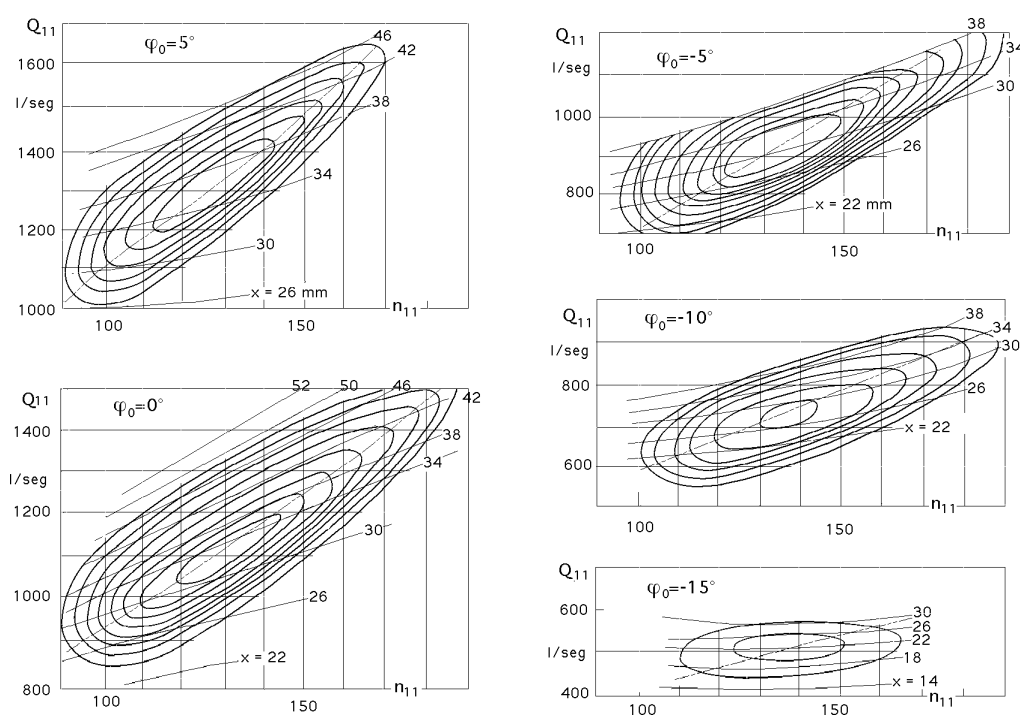 Q11
φ0=5°
46
42
1600
l/seg
38
1400
34
1200
30
x = 26 mm
1000
n11
100
150
Q11
φ0=-5°
38
34
l/seg
30
1000
26
800
x = 22 mm
n11
100
150
Q11
φ0=-10°
38
34
l/seg
30
800
26
x = 22
600
n11
100
150
Q11
φ0=0°
52
50
46
42
1400
38
34
l/seg
1200
30
1000
26
x = 22
800
n11
100
150
Q11
φ0=-15°
600
30
26
22
l/seg
18
x = 14
400
n11
100
150